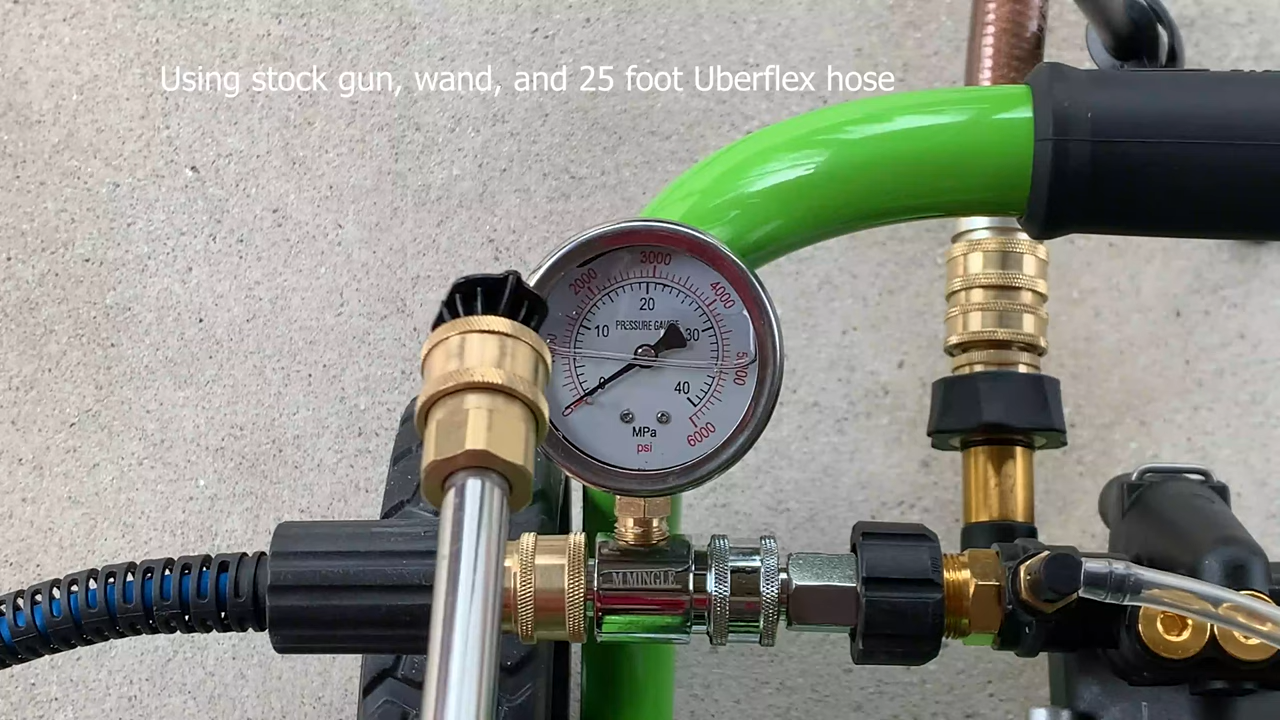 Using stock gun, wand, and 25 foot Uberflex hose
3000
2000
4000
20
PRESSURE GAUGE
10
30
5000
0
40
MPa
6000
psi
M MINGLE